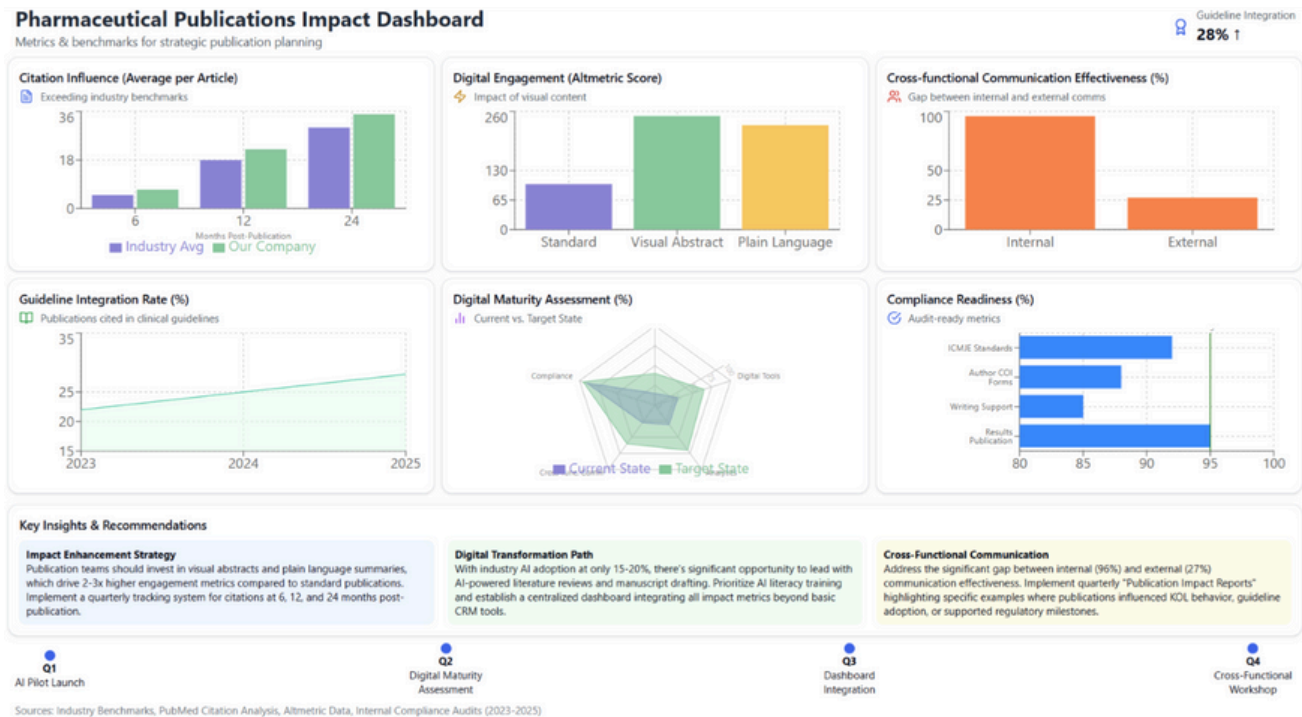 Pharmaceutical Publications Impact Dashboard
Metrics & benchmarks for strategic publication planning
Guideline Integration
28% ↑
Citation Influence (Average per Article)
Exceeding industry benchmarks
36
18
0
6
12
24
Months Post-Publication
Industry Avg
Our Company
Digital Engagement (Altmetric Score)
Impact of visual content
260
130
65
0
Standard
Visual Abstract
Plain Language
Cross-functional Communication Effectiveness (%)
Gap between internal and external comms
100
50
25
0
Internal
External
Guideline Integration Rate (%)
Publications cited in clinical guidelines
35
25
20
15
2023
2024
2025
Digital Maturity Assessment (%)
Current vs. Target State
Compliance
Digital Tools
Current State
Target State
Compliance Readiness (%)
Audit-ready metrics
ICMJE Standards
Author COI
Forms
Writing Support
Results
Publication
80
85
90
95
100
Key Insights & Recommendations
Impact Enhancement Strategy
Publication teams should invest in visual abstracts and plain language summaries,
which drive 2-3x higher engagement metrics compared to standard publications.
Implement a quarterly tracking system for citations at 6, 12, and 24 months post-
publication.
Digital Transformation Path
With industry AI adoption at only 15-20%, there's significant opportunity to lead with
AI-powered literature reviews and manuscript drafting. Prioritize AI literacy training
and establish a centralized dashboard integrating all impact metrics beyond basic
CRM tools.
Cross-Functional Communication
Address the significant gap between internal (96%) and external (27%)
communication effectiveness. Implement quarterly "Publication Impact Reports"
highlighting specific examples where publications influenced KOL behavior, guideline
adoption, or supported regulatory milestones.
Q1
AI Pilot Launch
Q2
Digital Maturity
Assessment
Q3
Dashboard
Integration
Q4
Cross-Functional
Workshop
Sources: Industry Benchmarks, PubMed Citation Analysis, Altmetric Data, Internal Compliance Audits (2023-2025)